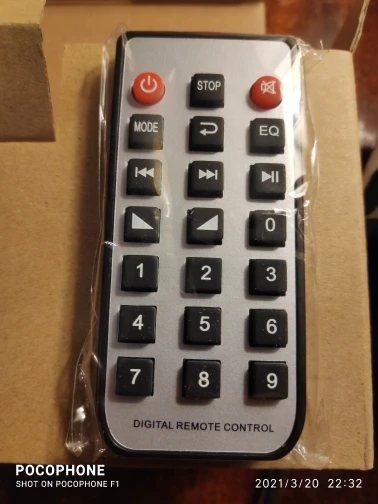 STOP
MODE
EQ
0
1 2 3
4 5 6
7 8 9
DIGITAL REMOTE CONTROL
POCOPHONE
SHOT ON POCOPHONE F1
2021/3/20 22:32